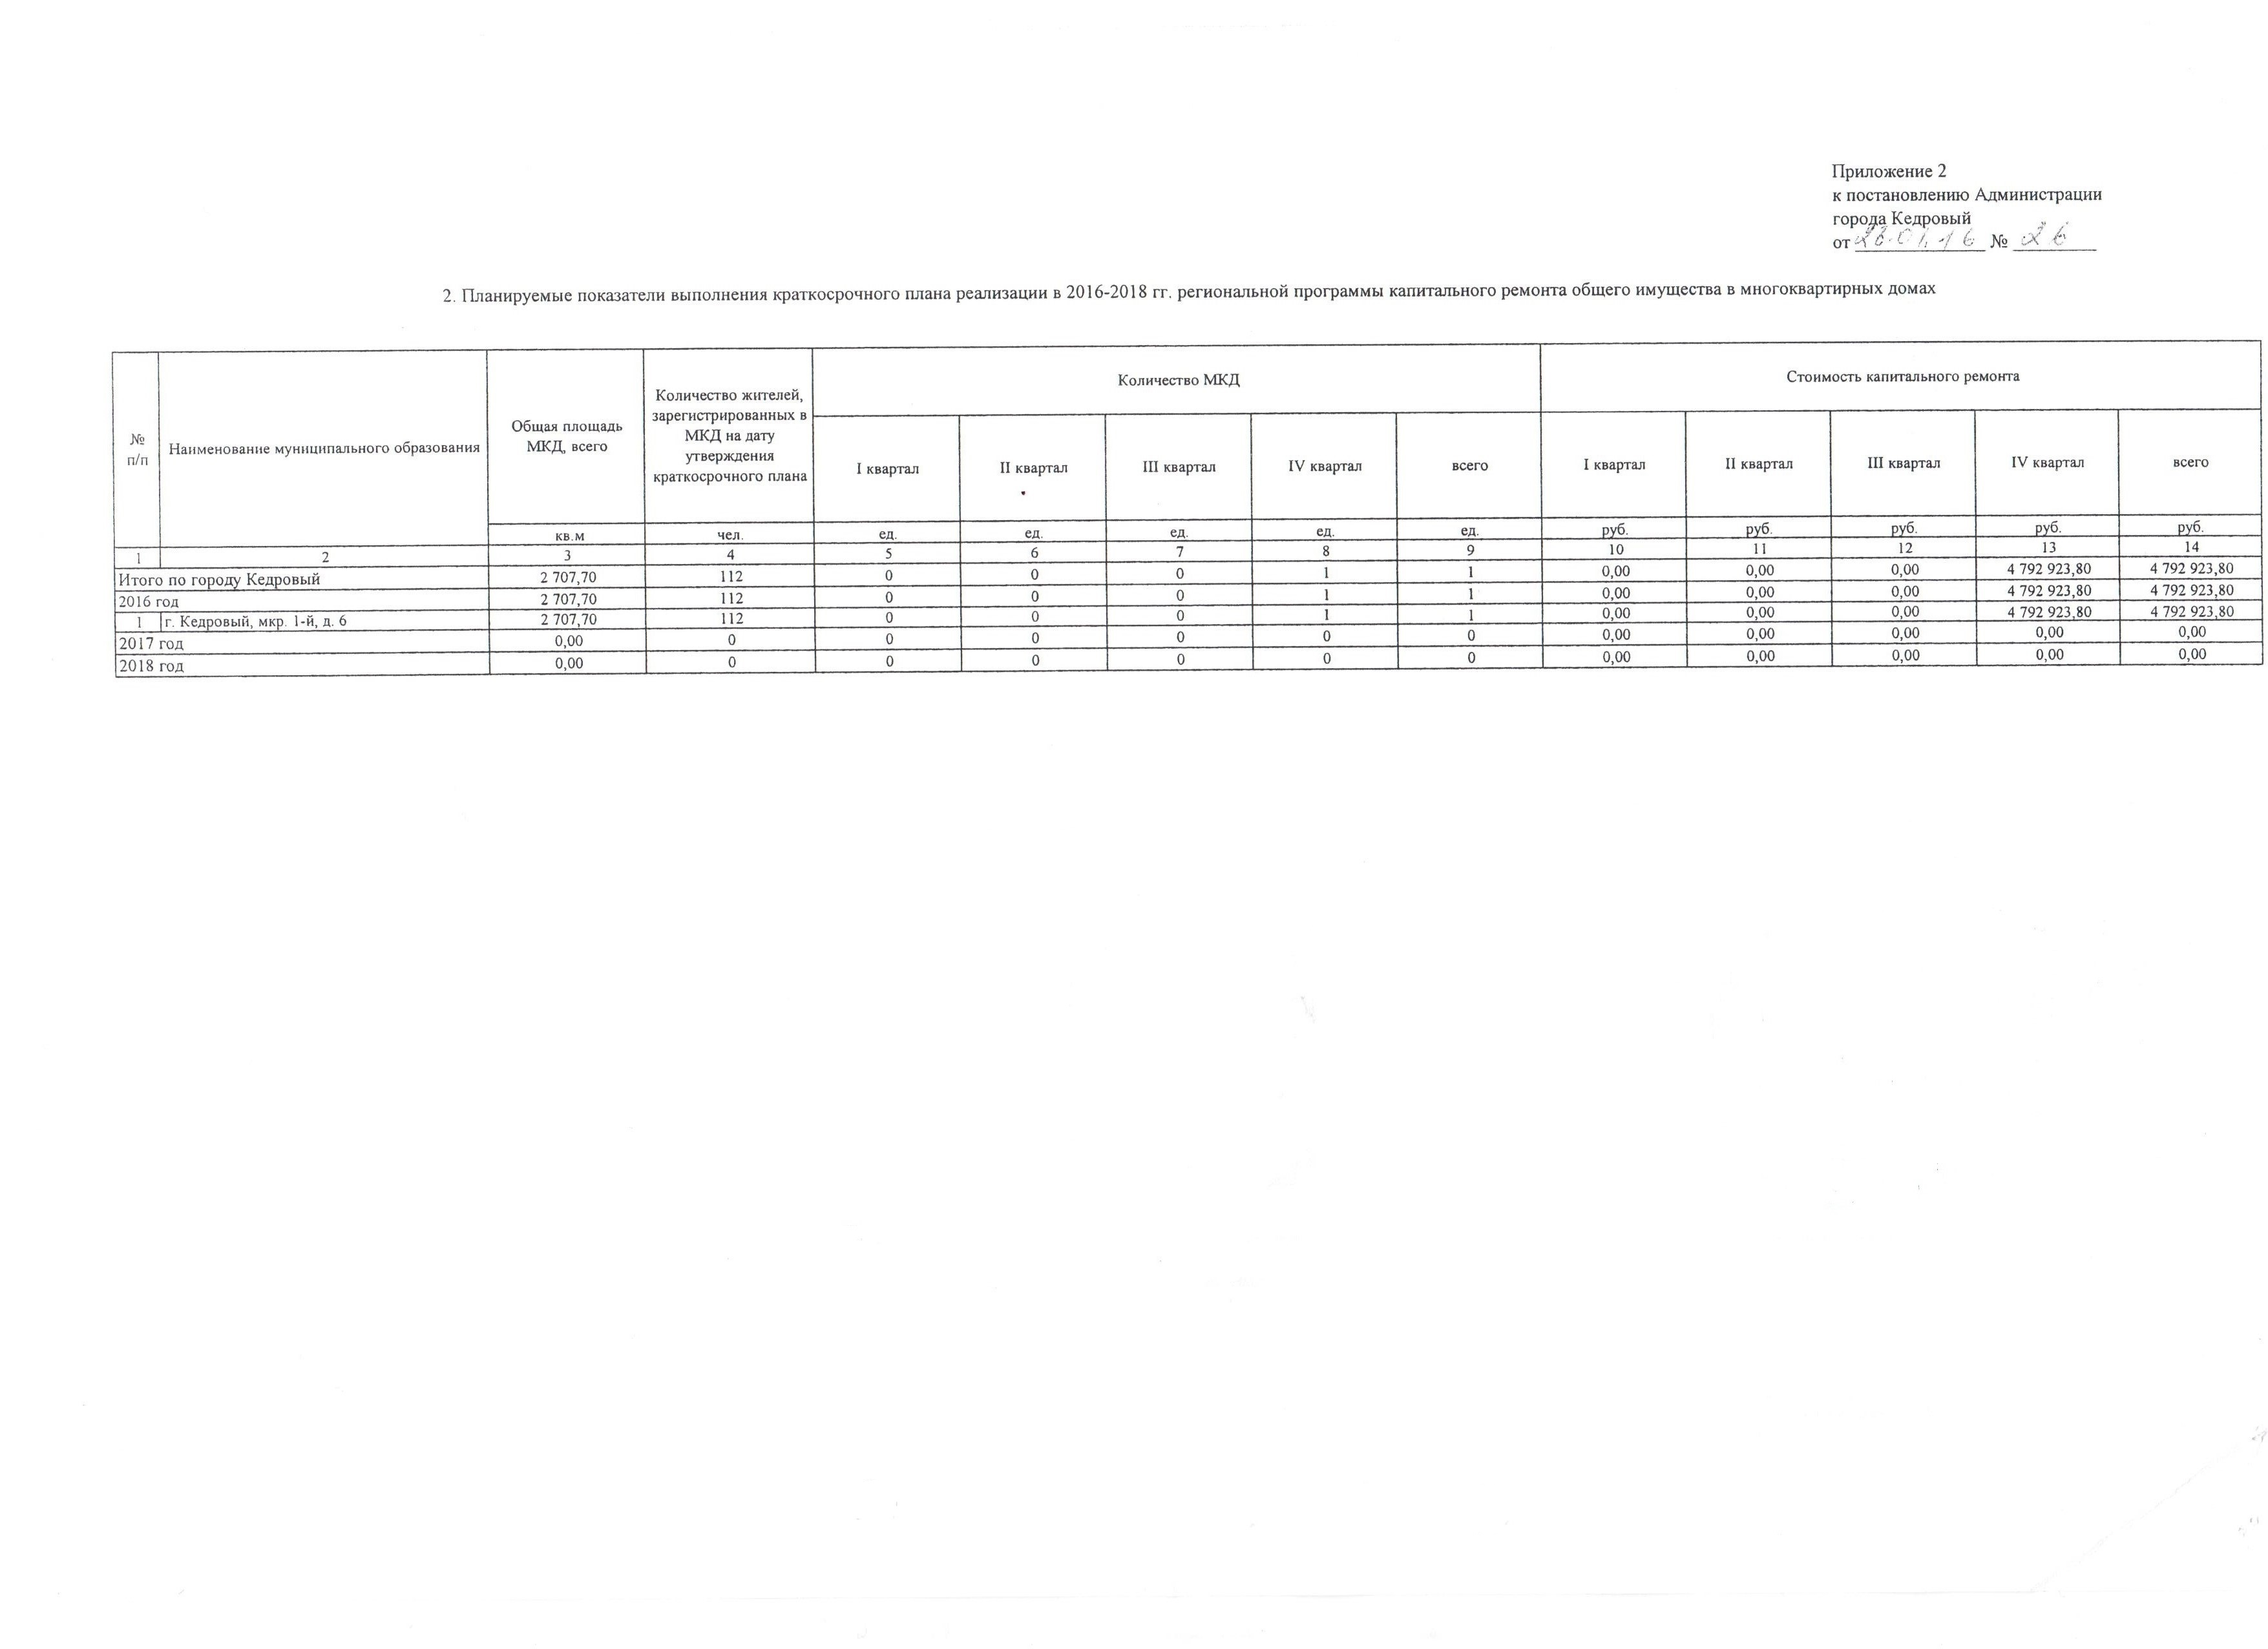 Приложение 2
к постановлению Администрации
города Кедровый
от 28.01.16 № 26
2. Планируемые показатели выполнения краткосрочного плана реализации в 2016-2018 гг. региональной программы капитального ремонта общего имущества в многоквартирных домах
№ п/п Наименование муниципального образования Общая площадь МКД, всего Количество жителей, зарегистрированных в МКД на дату утверждения краткосрочного плана Количество МКД Стоимость капитального ремонта
I квартал II квартал III квартал IV квартал всего I квартал II квартал III квартал IV квартал всего
кв.м чел. ед. ед. ед. ед. ед. руб. руб. руб. руб. руб.
1 2 3 4 5 6 7 8 9 10 11 12 13 14
Итого по городу Кедровый 2 707,70 112 0 0 0 1 1 0,00 0,00 0,00 4 792 923,80 4 792 923,80
2016 год 2 707,70 112 0 0 0 1 1 0,00 0,00 0,00 4 792 923,80 4 792 923,80
1 г. Кедровый, мкр. 1-й, д. 6 2 707,70 112 0 0 0 1 1 0,00 0,00 0,00 4 792 923,80 4 792 923,80
2017 год 0,00 0 0 0 0 0 0 0,00 0,00 0,00 0,00 0,00
2018 год 0,00 0 0 0 0 0 0 0,00 0,00 0,00 0,00 0,00